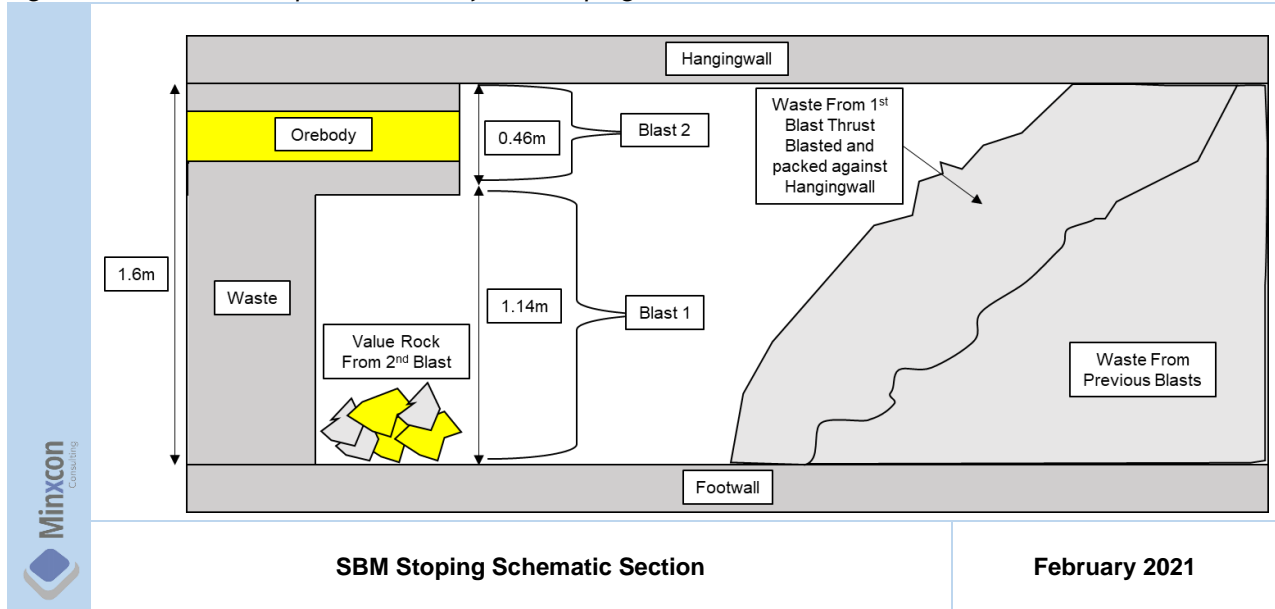 Hangingwall
Orebody
0.46m
Blast 2
Waste From 1st
Blast Thrust
Blasted and
packed against
Hangingwall
1.6m
Waste
1.14m
Blast 1
Value Rock
From 2nd Blast
Waste From
Previous Blasts
Footwall
Minxcon
Consulting
SBM Stoping Schematic Section
February 2021